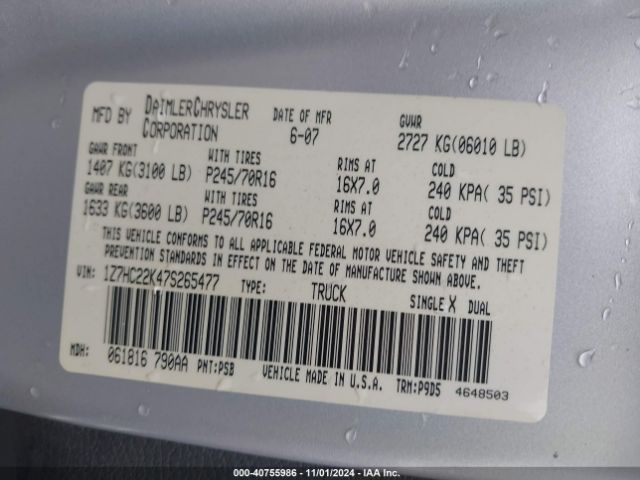 MFD BY DAIMLERCHRYSLER CORPORATION DATE OF MFR 6-07 GVWR 2727 KG(06010 LB)
GAWR FRONT WITH TIRES RIMS AT COLD
1407 KG(3100 LB) P245/70R16 16X7.0 240 KPA( 35 PSI)
GAWR REAR WITH TIRES RIMS AT COLD
1633 KG(3600 LB) P245/70R16 16X7.0 240 KPA( 35 PSI)
THIS VEHICLE CONFORMS TO ALL APPLICABLE FEDERAL MOTOR VEHICLE SAFETY AND THEFT
PREVENTION STANDARDS IN EFFECT ON THE DATE OF MANUFACTURE SHOWN ABOVE.
VIN: 1Z7HC22K47S265477 TYPE: TRUCK SINGLE X DUAL
MDH: 061816 790AA PNT:PSB VEHICLE MADE IN U.S.A. TRM:P9D5 4648503
000-40755986 - 11/01/2024 - IAA Inc.